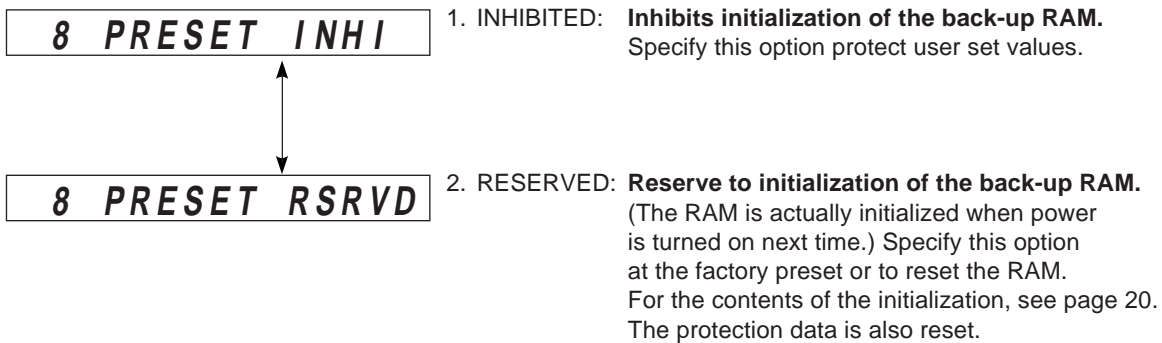 8 PRESET INHI
1. INHIBITED: Inhibits initialization of the back-up RAM.
Specify this option protect user set values.
8 PRESET RSRVD
2. RESERVED: Reserve to initialization of the back-up RAM.
(The RAM is actually initialized when power
is turned on next time.) Specify this option
at the factory preset or to reset the RAM.
For the contents of the initialization, see page 20.
The protection data is also reset.